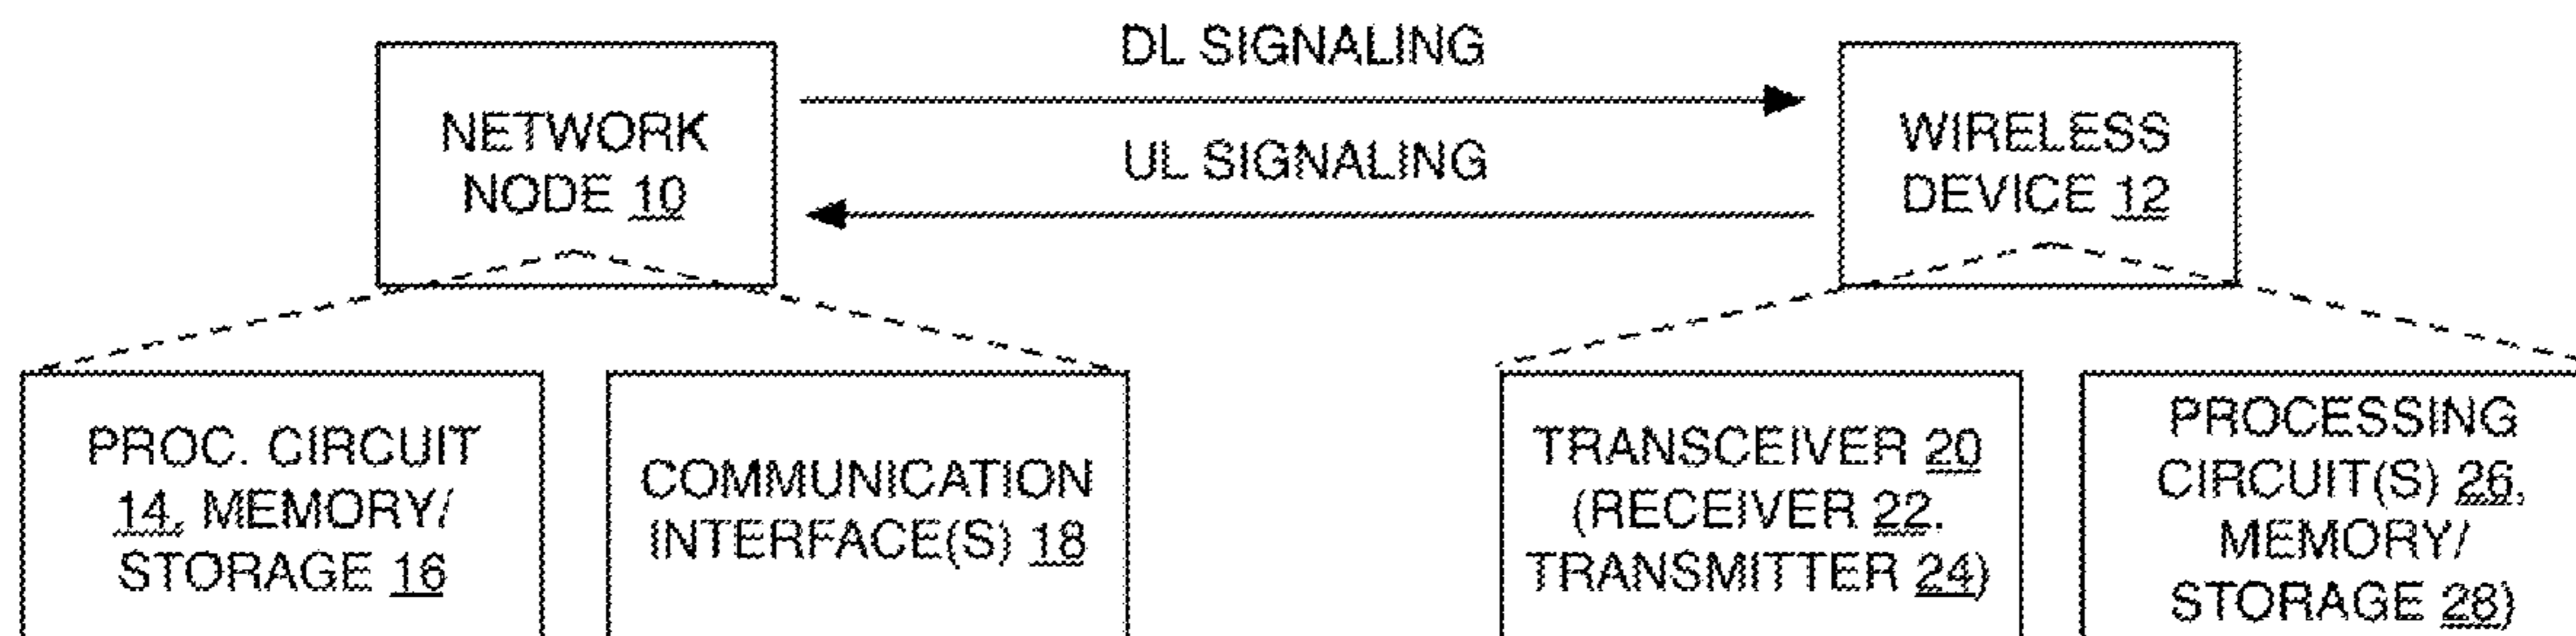 DL SIGNALING
NETWORK
NODE 10
UL SIGNALING
WIRELESS
DEVICE 12
PROC. CIRCUIT
14, MEMORY/
STORAGE 16
COMMUNICATION
INTERFACE(S) 18
TRANSCEIVER 20
(RECEIVER 22.
TRANSMITTER 24)
PROCESSING
CIRCUIT(S) 26,
MEMORY/
STORAGE 28)